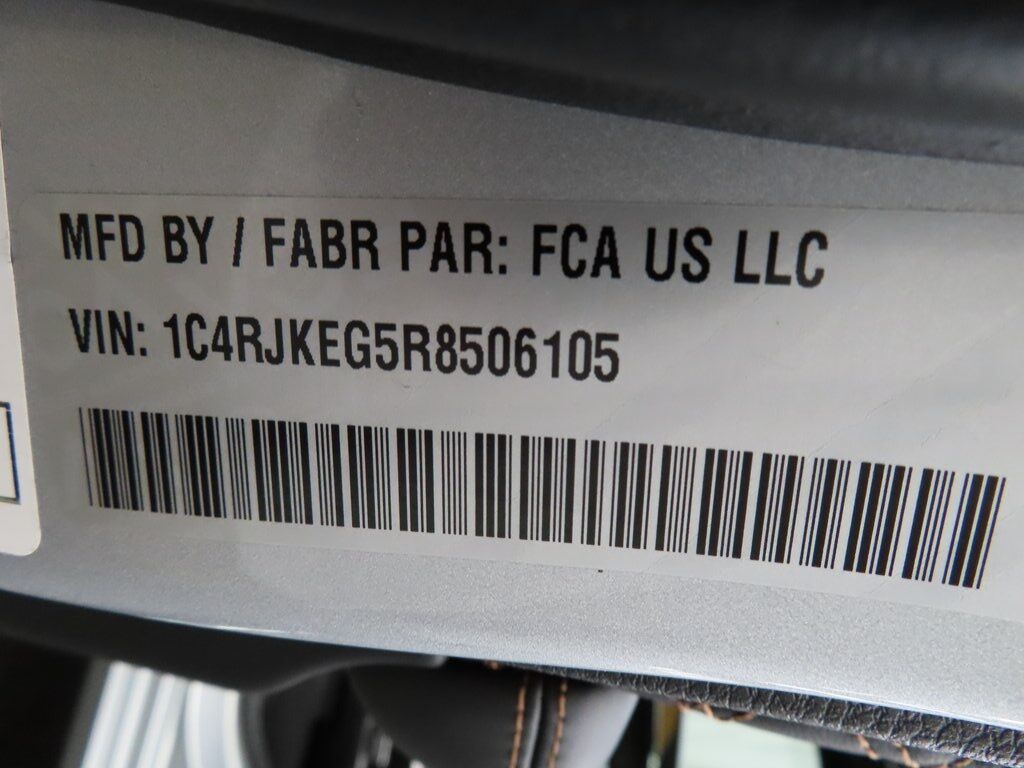 MFD BY / FABR PAR: FCA US LLC
VIN: 1C4RJKEG5R8506105